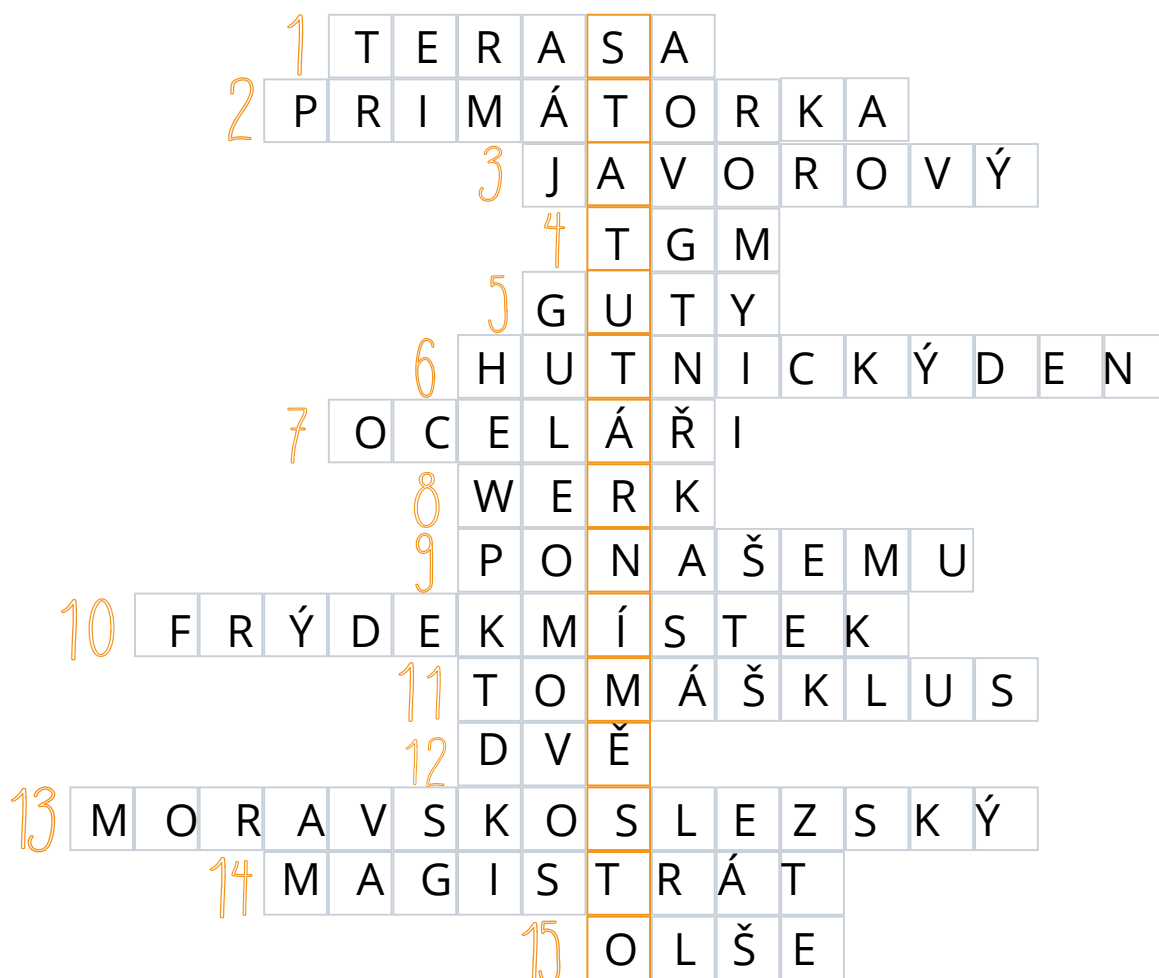 1 TERASA
2 PRIMÁTORKA
3 JAVOROVÝ
4 TGM
5 GUTY
6 HUTNICKÝDEN
7 OCELÁŘI
8 WERK
9 PONAŠEMU
10 FRÝDEKMÍSTEK
11 TOMÁŠKLUS
12 DVĚ
13 MORAVSKOSLEZSKÝ
14 MAGISTRÁT
15 OLŠE